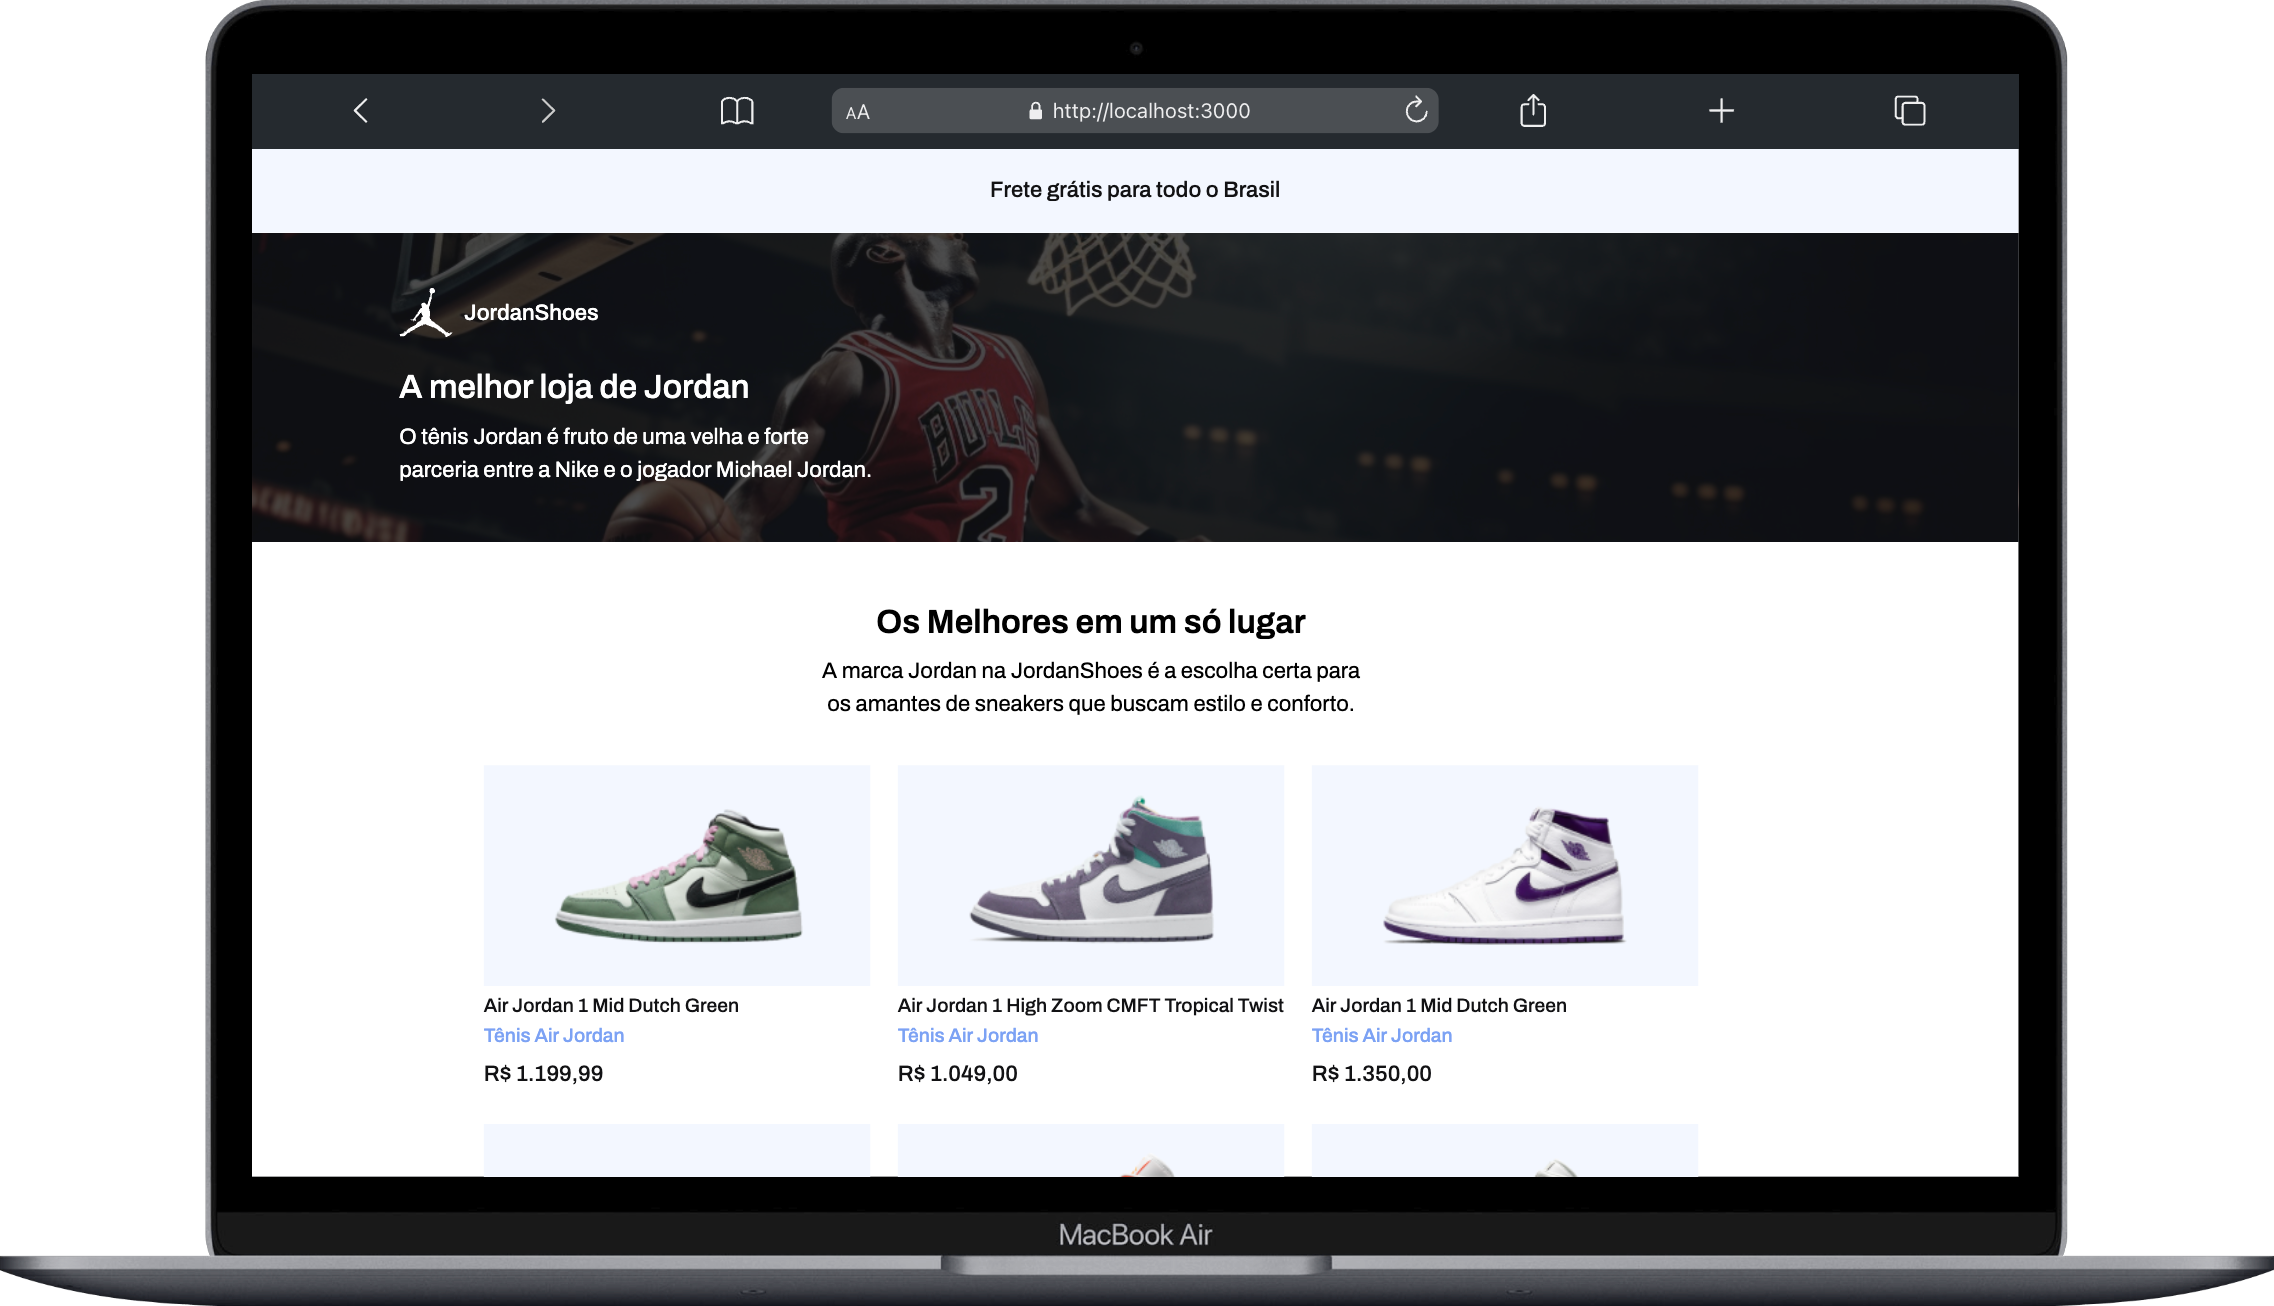 AA
http://localhost:3000
Frete grátis para todo o Brasil
JordanShoes
A melhor loja de Jordan
O tênis Jordan é fruto de uma velha e forte
parceria entre a Nike e o jogador Michael Jordan.
BULLS
2
Os Melhores em um só lugar
A marca Jordan na JordanShoes é a escolha certa para
os amantes de sneakers que buscam estilo e conforto.
Air Jordan 1 Mid Dutch Green
Tênis Air Jordan
R$ 1.199,99
Air Jordan 1 High Zoom CMFT Tropical Twist
Tênis Air Jordan
R$ 1.049,00
Air Jordan 1 Mid Dutch Green
Tênis Air Jordan
R$ 1.350,00
MacBook Air